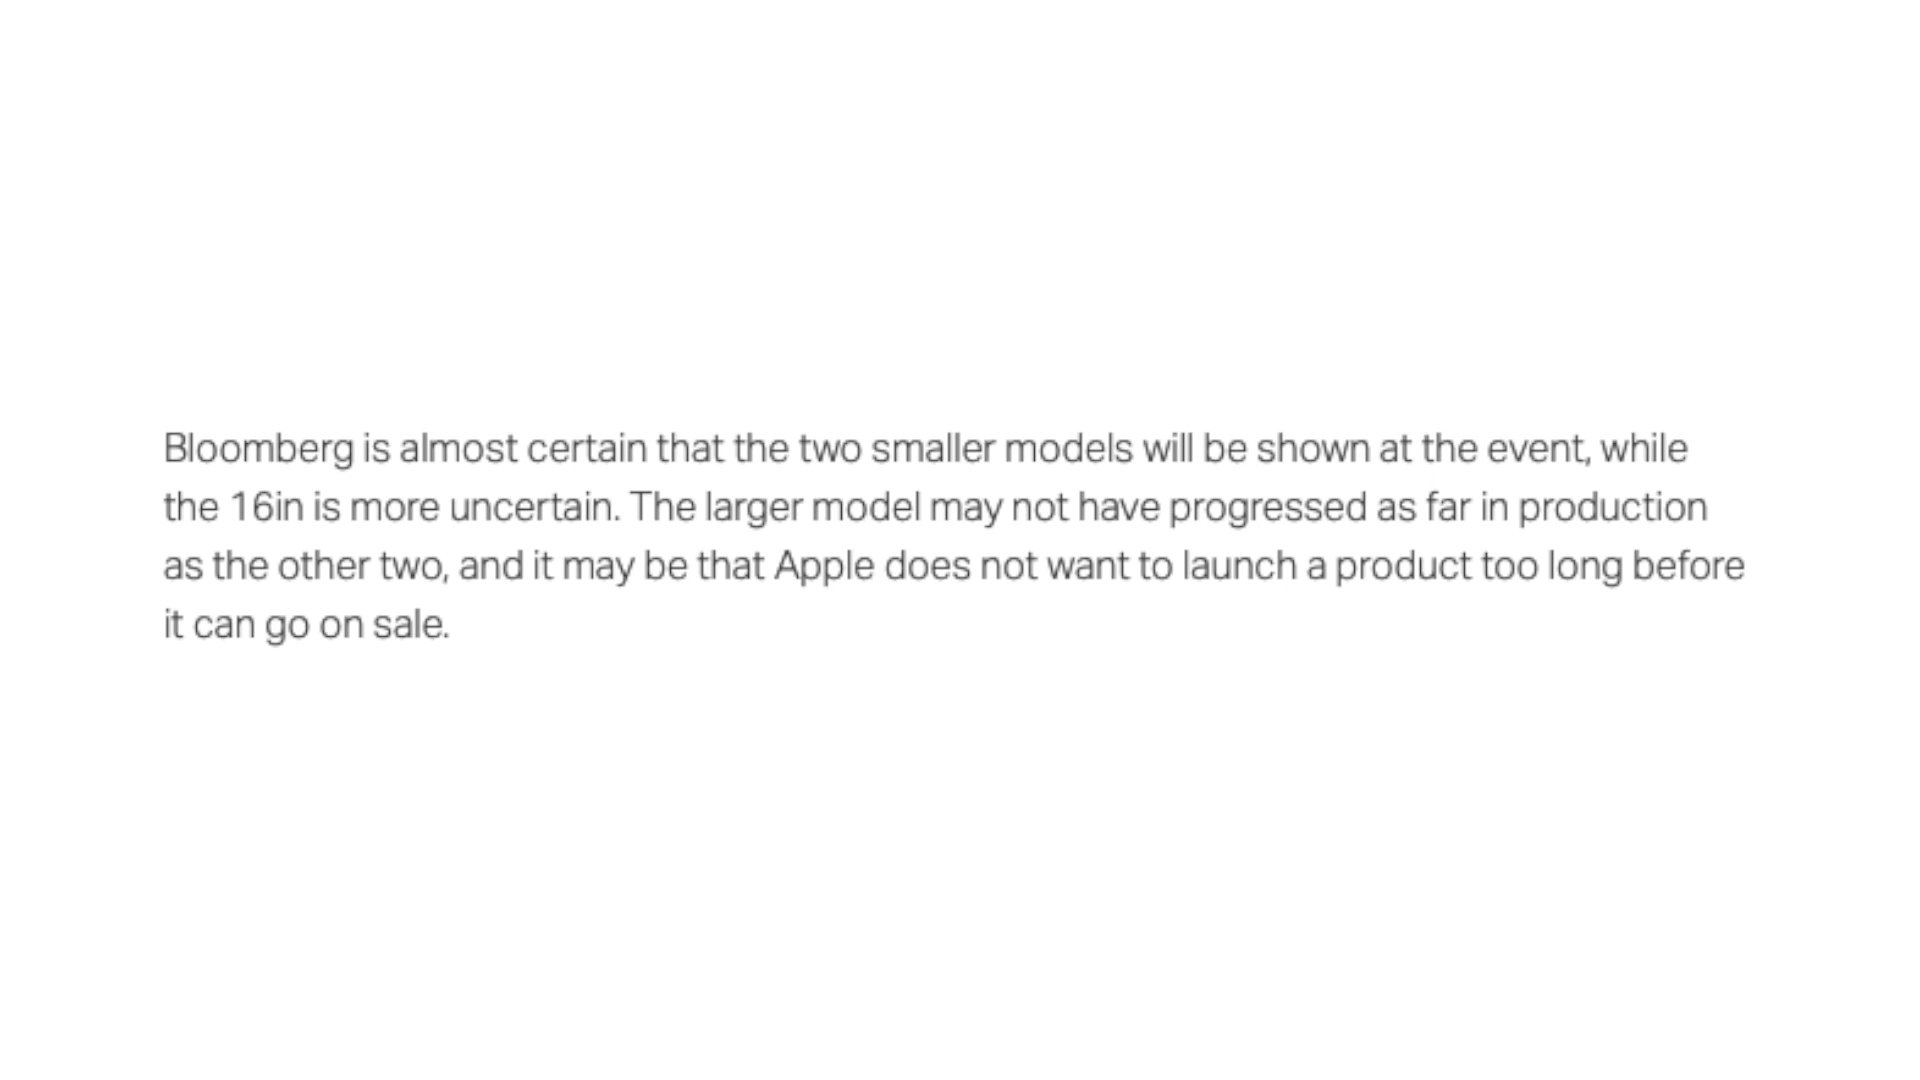 Bloomberg is almost certain that the two smaller models will be shown at the event, while
the 16in is more uncertain. The larger model may not have progressed as far in production
as the other two, and it may be that Apple does not want to launch a product too long before
it can go on sale.